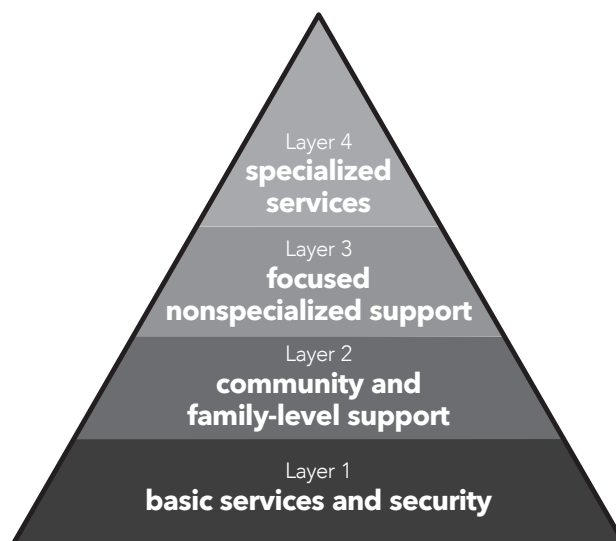 Layer 4
specialized
services
Layer 3
focused
nonspecialized support
Layer 2
community and
family-level support
Layer 1
basic services and security